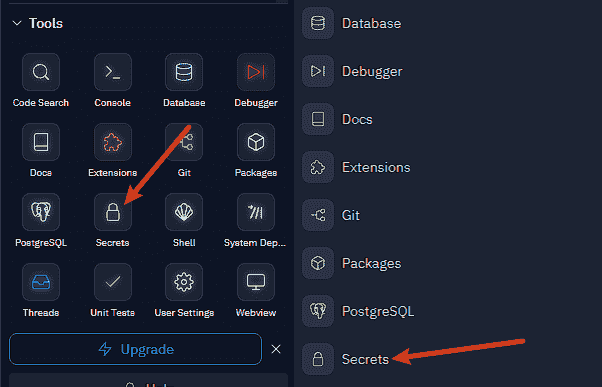 Tools
Code Search Console Database Debugger
Docs Extensions Git Packages
PostgreSQL Secrets Shell System Dep...
Threads Unit Tests User Settings Webview
Upgrade
Database
Debugger
Docs
Extensions
Git
Packages
PostgreSQL
Secrets